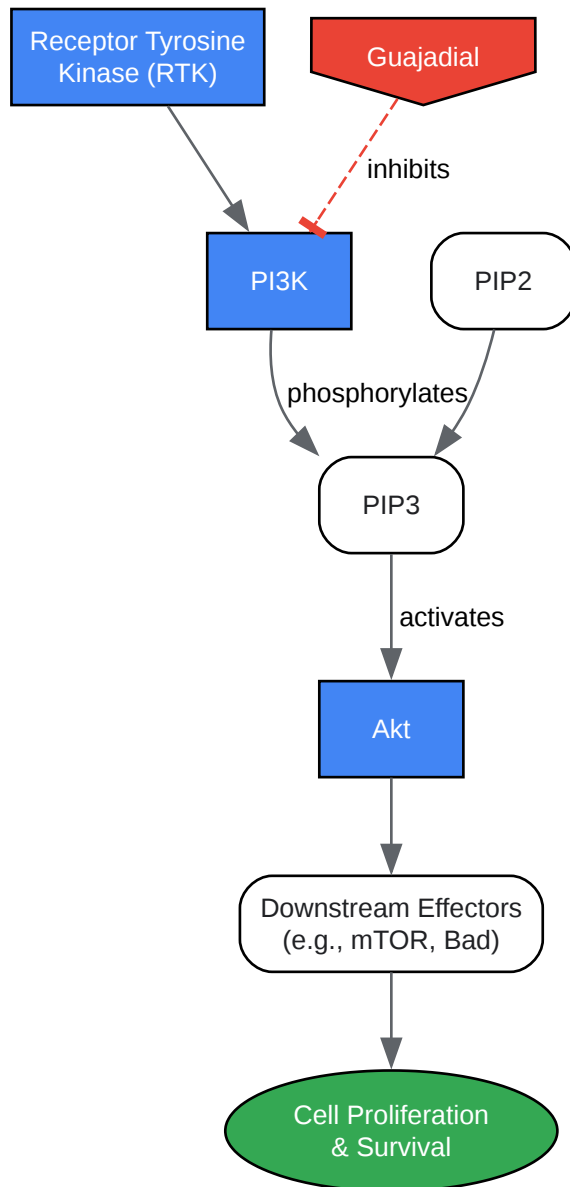 Receptor Tyrosine
Kinase (RTK)
Guajadial
inhibits
PI3K
PIP2
phosphorylates
PIP3
activates
Akt
Downstream Effectors
(e.g., mTOR, Bad)
Cell Proliferation
& Survival